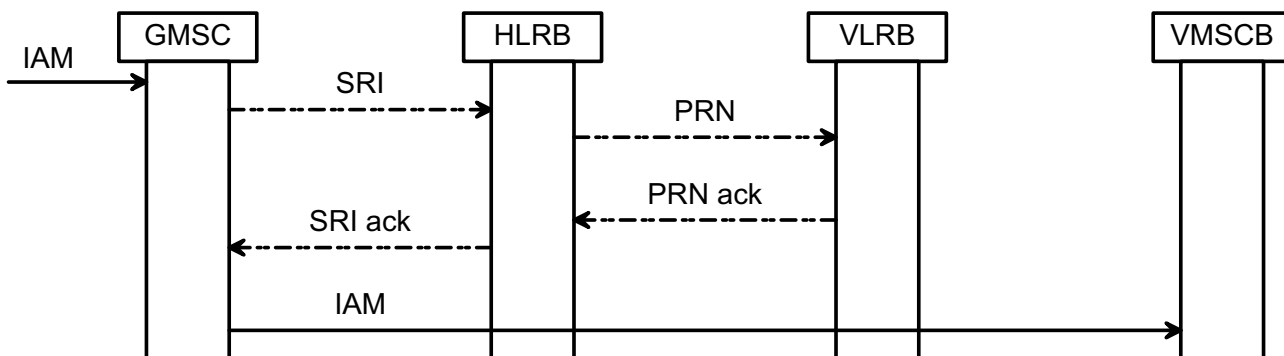 GMSC
HLRB
VLRB
VMSCB
IAM
SRI
PRN
PRN ack
SRI ack
IAM